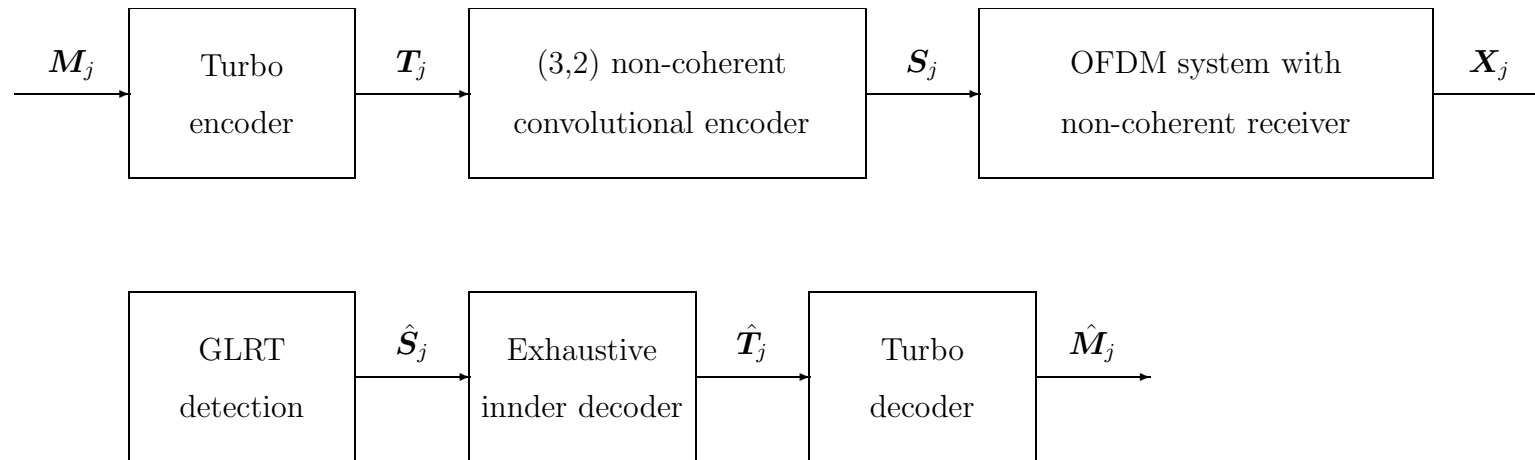 M_j
Turbo
encoder
T_j
(3,2) non-coherent
convolutional encoder
S_j
OFDM system with
non-coherent receiver
X_j
GLRT
detection
Ŝ_j
Exhaustive
innder decoder
T̂_j
Turbo
decoder
M̂_j